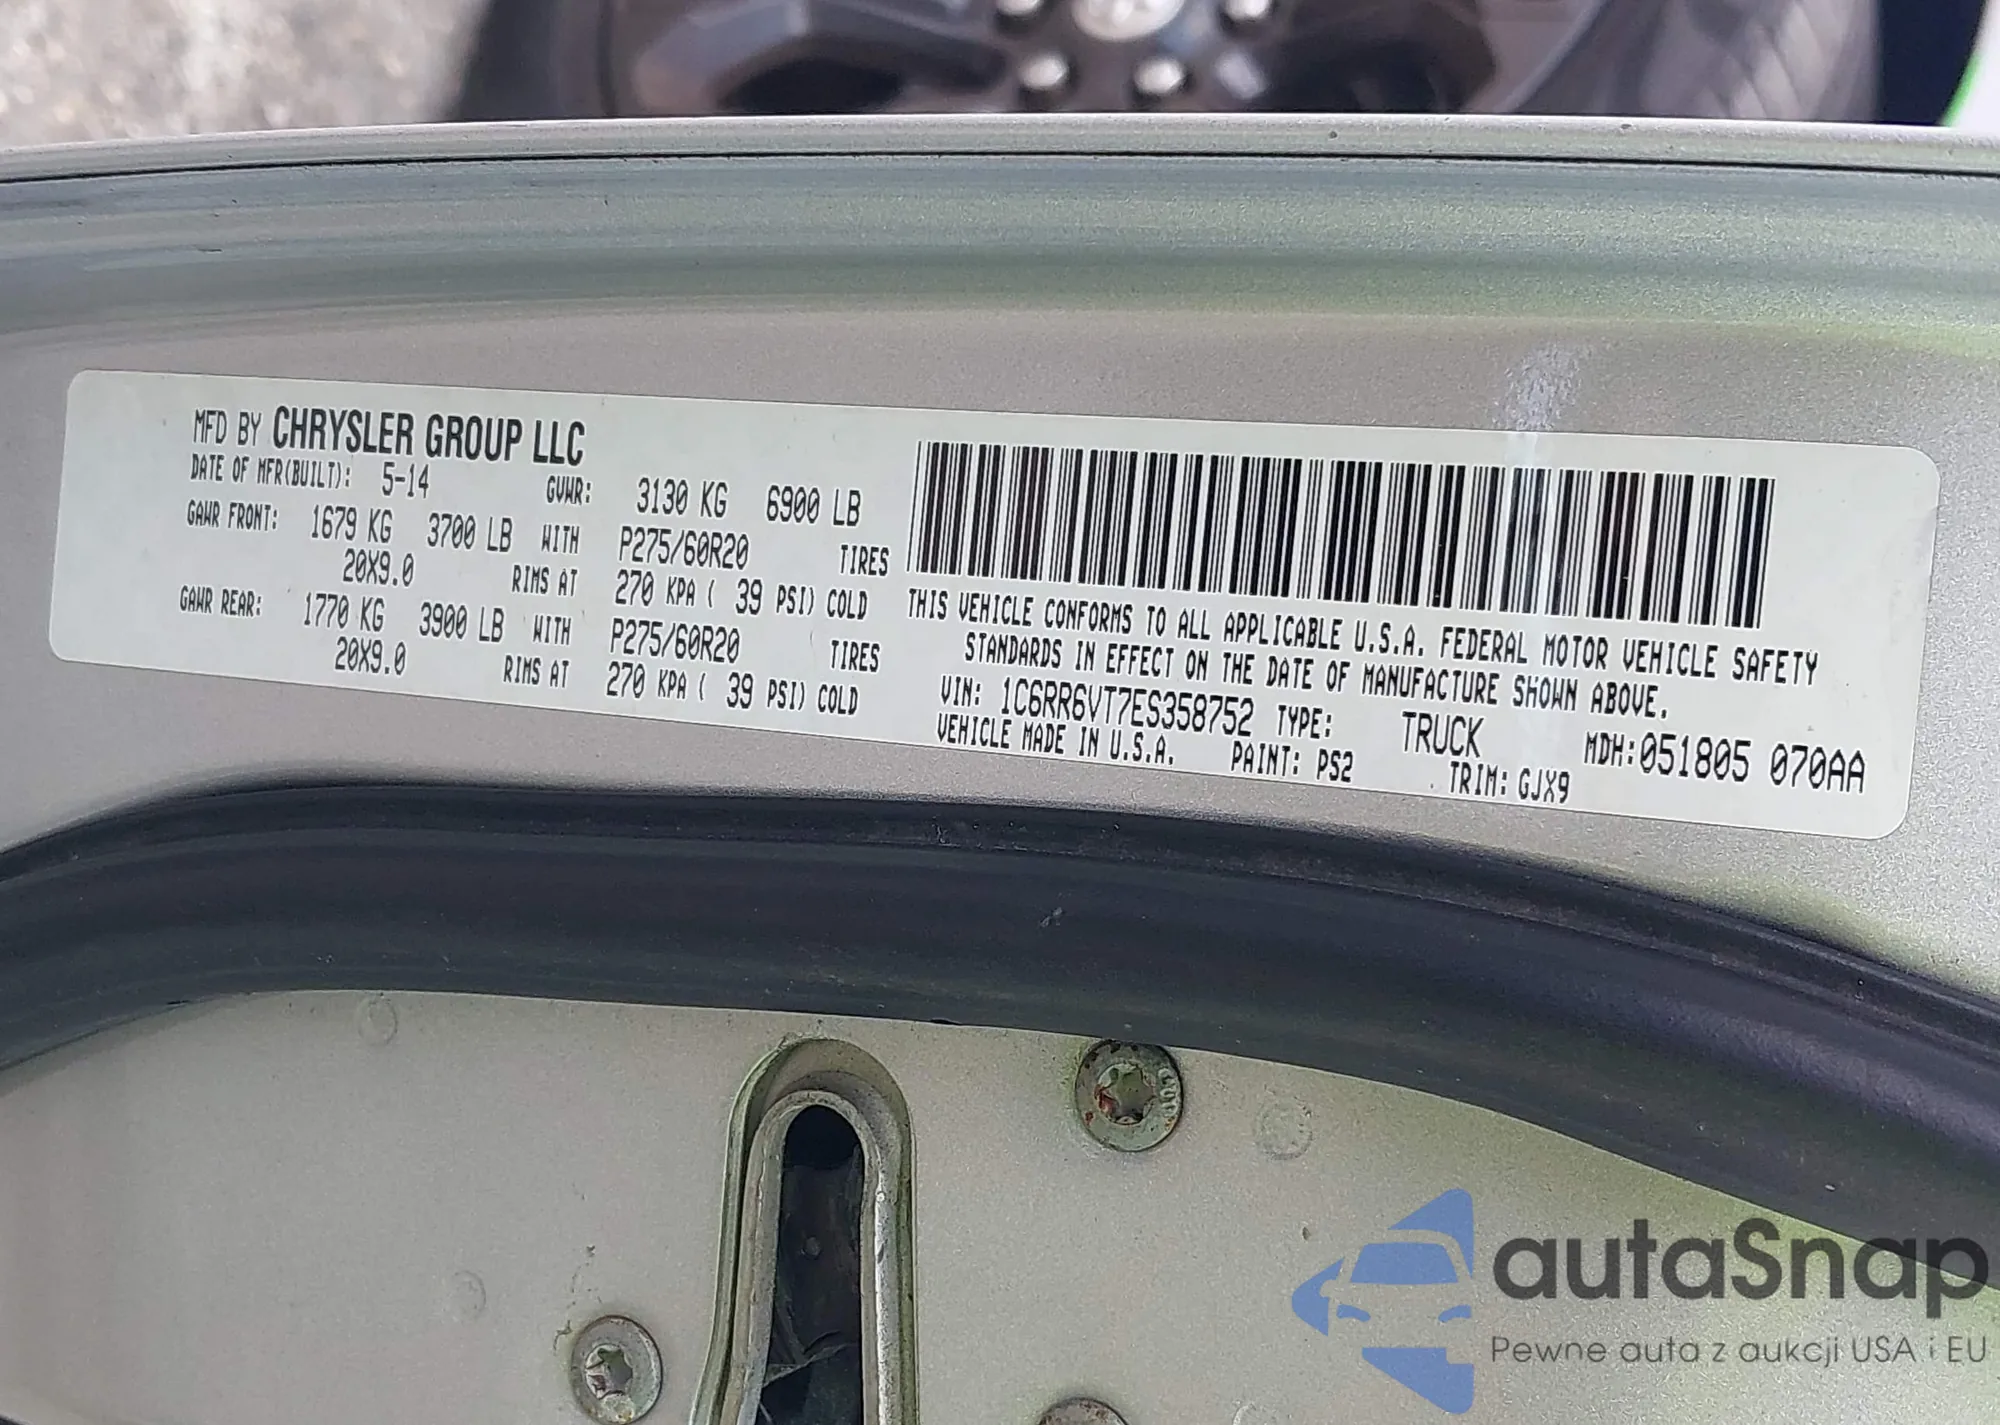 MFD BY CHRYSLER GROUP LLC
DATE OF MFR(BUILT): 5-14 GVWR: 3130 KG 6900 LB
GAWR FRONT: 1679 KG 3700 LB WITH P275/60R20 TIRES
20X9.0 RIMS AT 270 KPA ( 39 PSI) COLD
GAWR REAR: 1770 KG 3900 LB WITH P275/60R20 TIRES
20X9.0 RIMS AT 270 KPA ( 39 PSI) COLD
THIS VEHICLE CONFORMS TO ALL APPLICABLE U.S.A. FEDERAL MOTOR VEHICLE SAFETY
STANDARDS IN EFFECT ON THE DATE OF MANUFACTURE SHOWN ABOVE.
VIN: 1C6RR6VT7ES358752 TYPE: TRUCK MDH:051805 070AA
VEHICLE MADE IN U.S.A. PAINT: PS2 TRIM: GJX9
autaSnap
Pewne auta z aukcji USA i EU